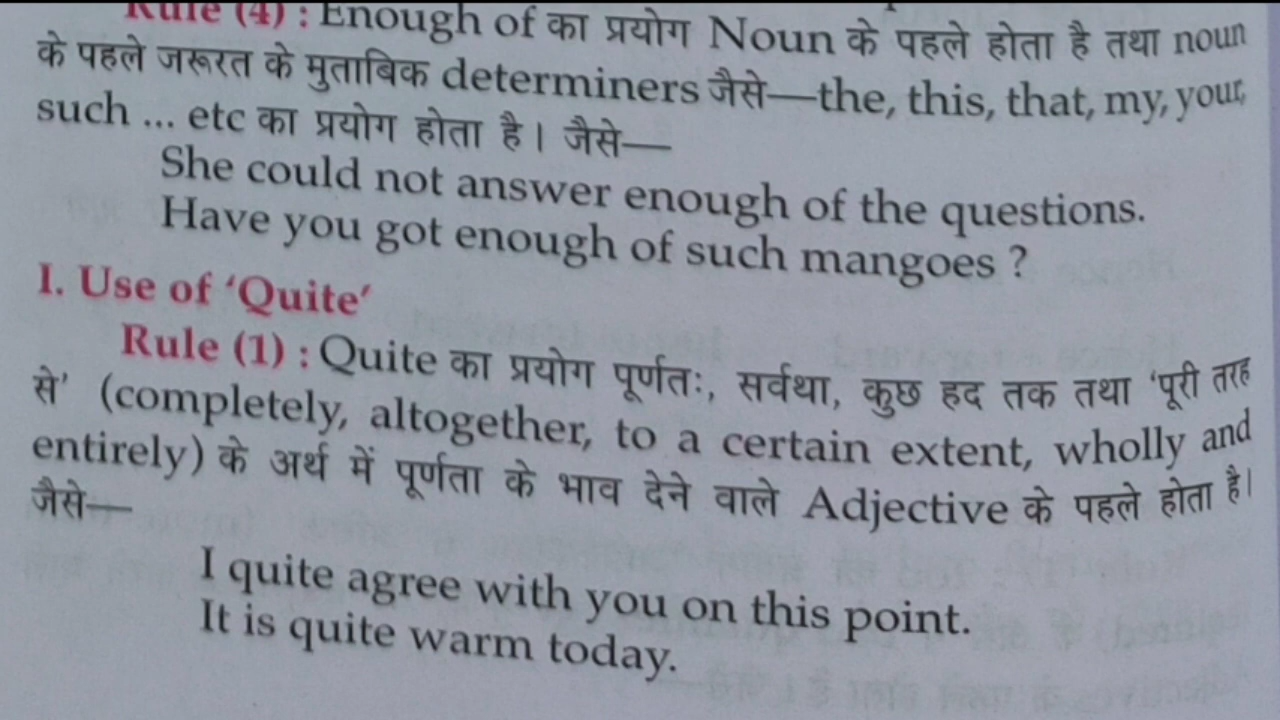 Rule (4) : Enough of का प्रयोग Noun के पहले होता है तथा noun
के पहले जरूरत के मुताबिक determiners जैसे—the, this, that, my, your,
such ... etc का प्रयोग होता है। जैसे—
She could not answer enough of the questions.
Have you got enough of such mangoes ?
I. Use of ‘Quite’
Rule (1) : Quite का प्रयोग पूर्णतः, सर्वथा, कुछ हद तक तथा ‘पूरी तरह
से’ (completely, altogether, to a certain extent, wholly and
entirely) के अर्थ में पूर्णता के भाव देने वाले Adjective के पहले होता है।
जैसे—
I quite agree with you on this point.
It is quite warm today.